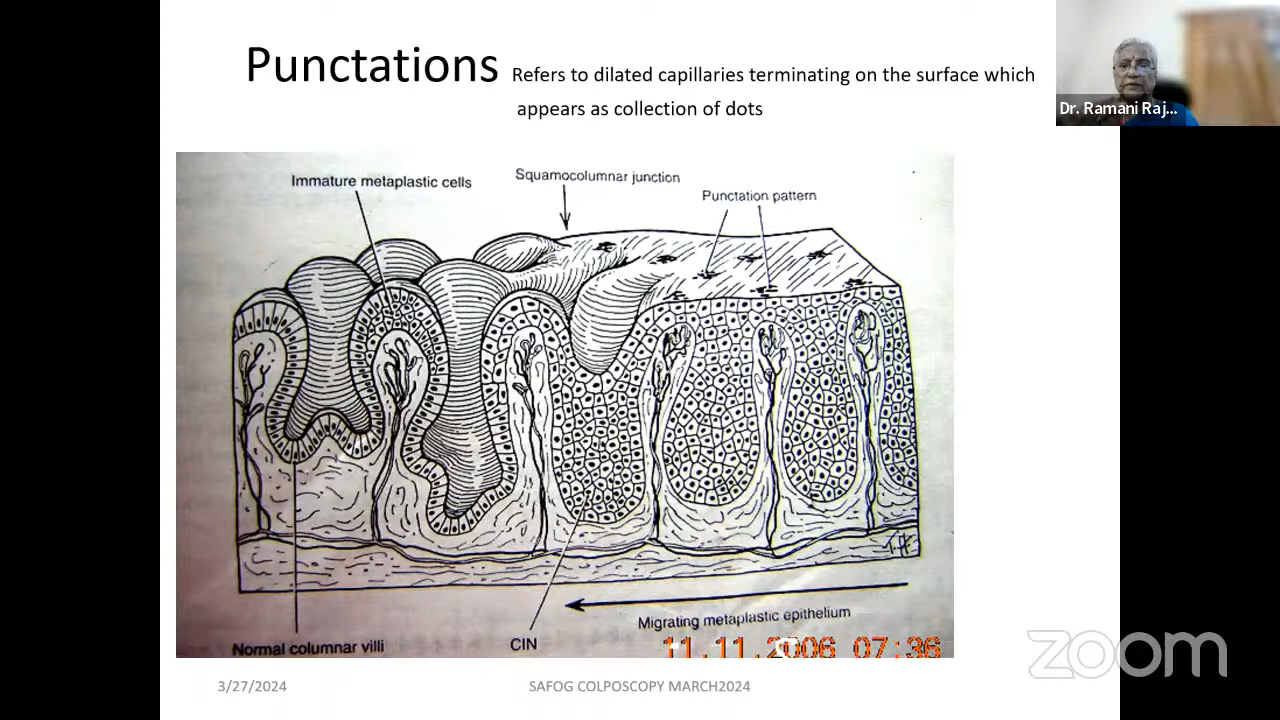 Punctations Refers to dilated capillaries terminating on the surface which
appears as collection of dots
Dr. Ramani Raj...
Immature metaplastic cells
Squamocolumnar junction
Punctation pattern
T.H
Migrating metaplastic epithelium
Normal columnar villi
CIN
11.11.2006 07:36
zoom
3/27/2024
SAFOG COLPOSCOPY MARCH2024